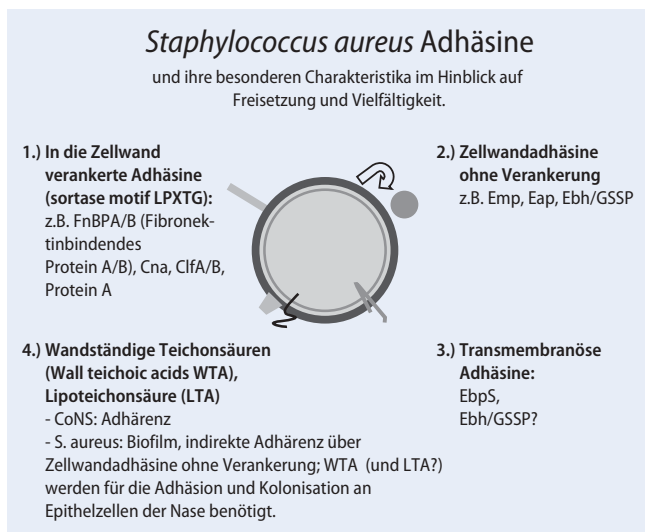 Staphylococcus aureus Adhäsine
und ihre besonderen Charakteristika im Hinblick auf
Freisetzung und Vielfältigkeit.
1.) In die Zellwand
verankerte Adhäsine
(sortase motif LPXTG):
z.B. FnBPA/B (Fibronek-
tinbindendes
Protein A/B), Cna, ClfA/B,
Protein A
2.) Zellwandadhäsine
ohne Verankerung
z.B. Emp, Eap, Ebh/GSSP
4.) Wandständige Teichonsäuren
(Wall teichoic acids WTA),
Lipoteichonsäure (LTA)
- CoNS: Adhärenz
- S. aureus: Biofilm, indirekte Adhärenz über
Zellwandadhäsine ohne Verankerung; WTA (und LTA?)
werden für die Adhäsion und Kolonisation an
Epithelzellen der Nase benötigt.
3.) Transmembranöse
Adhäsine:
EbpS,
Ebh/GSSP?